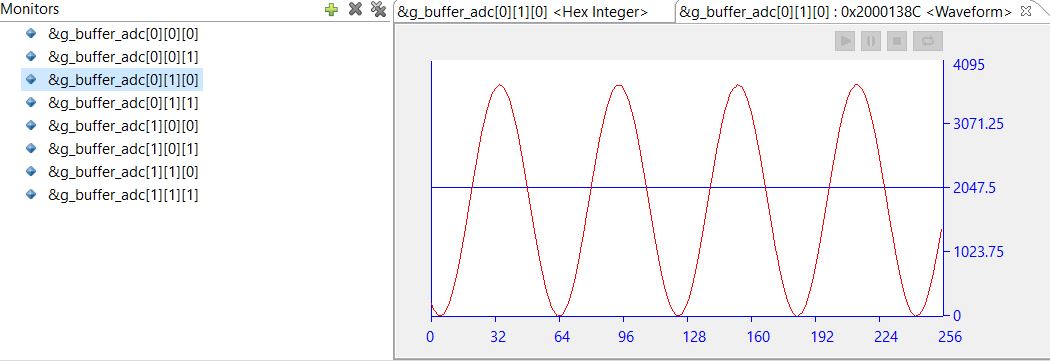 Monitors
&g_buffer_adc[0][0][0]
&g_buffer_adc[0][0][1]
&g_buffer_adc[0][1][0]
&g_buffer_adc[0][1][1]
&g_buffer_adc[1][0][0]
&g_buffer_adc[1][0][1]
&g_buffer_adc[1][1][0]
&g_buffer_adc[1][1][1]
&g_buffer_adc[0][1][0] <Hex Integer>
&g_buffer_adc[0][1][0] : 0x2000138C <Waveform>
4095
3071.25
2047.5
1023.75
0
0 32 64 96 128 160 192 224 256